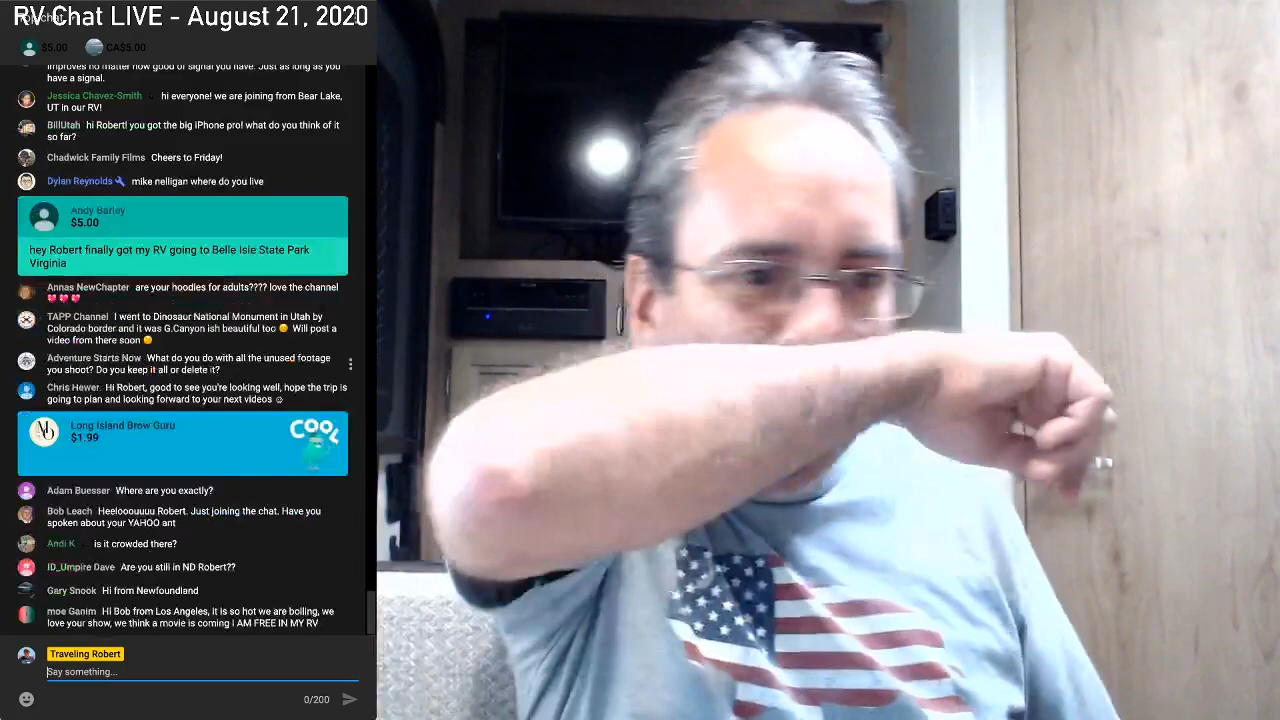 RV Chat LIVE - August 21, 2020
$5.00 CA$5.00
improves no matter how good of signal you have. Just as long as you
have a signal.
Jessica Chavez-Smith hi everyone! we are joining from Bear Lake,
UT in our RV!
BillUtah hi Robert! you got the big iPhone pro! what do you think of it
so far?
Chadwick Family Films Cheers to Friday!
Dylan Reynolds mike nelligan where do you live
Andy Barley
$5.00
hey Robert finally got my RV going to Belle Isle State Park
Virginia
Annas NewChapter are your hoodies for adults???? love the channel
TAPP Channel I went to Dinosaur National Monument in Utah by
Colorado border and it was G.Canyon ish beautiful too 😊 Will post a
video from there soon 😊
Adventure Starts Now What do you do with all the unused footage
you shoot? Do you keep it all or delete it?
Chris Hewer Hi Robert, good to see you're looking well, hope the trip is
going to plan and looking forward to your next videos ☺
Long Island Brow Guru
$1.99
COOL
Adam Buesser Where are you exactly?
Bob Leach Heelooouuuu Robert. Just joining the chat. Have you
spoken about your YAHOO ant
Andi K is it crowded there?
ID_Umpire Dave Are you still in ND Robert??
Gary Snook Hi from Newfoundland
moe Ganim Hi Bob from Los Angeles, it is so hot we are boiling, we
love your show, we think a movie is coming I AM FREE IN MY RV
Traveling Robert
Say something...
0/200